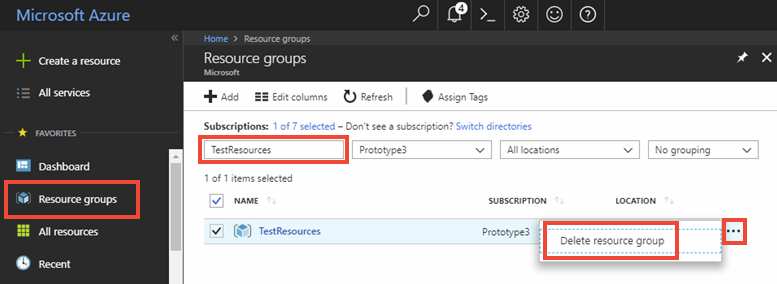 Microsoft Azure
4
Home > Resource groups
Create a resource
Resource groups
Microsoft
All services
Add Edit columns Refresh Assign Tags
FAVORITES
Subscriptions: 1 of 7 selected – Don't see a subscription? Switch directories
Dashboard
TestResources Prototype3 All locations No grouping
1 of 1 items selected
Resource groups
NAME SUBSCRIPTION LOCATION
All resources
TestResources Prototype3
Delete resource group
Recent